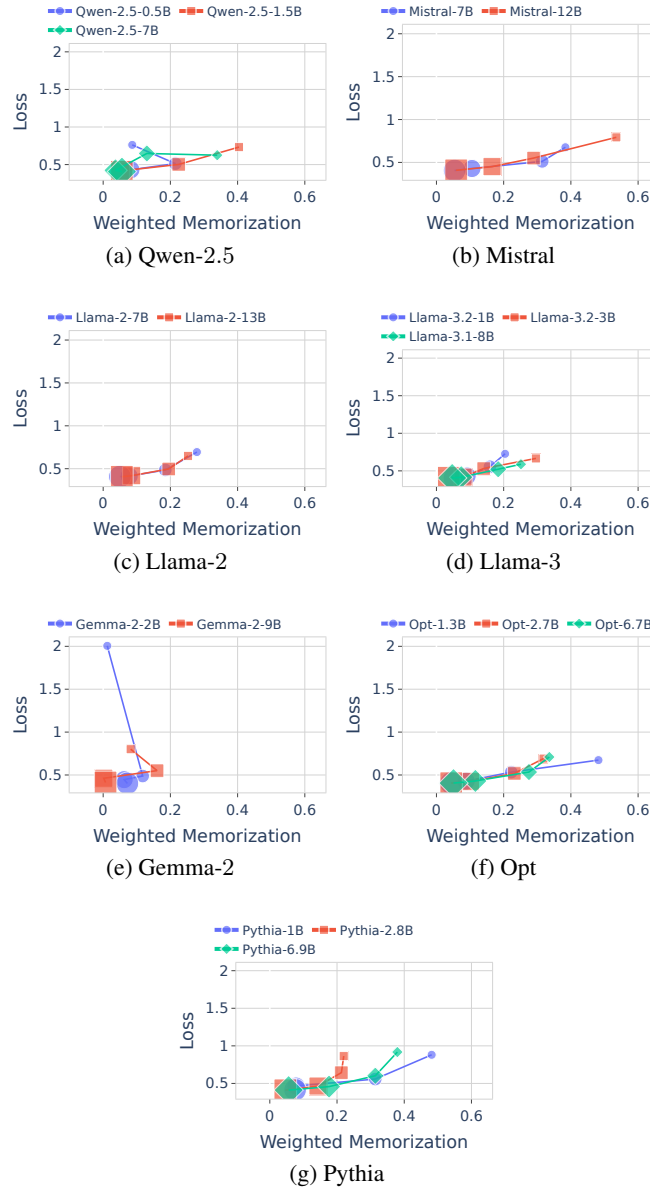 Qwen-2.5-0.5B Qwen-2.5-1.5B
Qwen-2.5-7B
2
1.5
1
0.5
Loss
0 0.2 0.4 0.6
Weighted Memorization
(a) Qwen-2.5
Mistral-7B Mistral-12B
2
1.5
1
0.5
Loss
0 0.2 0.4 0.6
Weighted Memorization
(b) Mistral
Llama-2-7B Llama-2-13B
2
1.5
1
0.5
Loss
0 0.2 0.4 0.6
Weighted Memorization
(c) Llama-2
Llama-3.2-1B Llama-3.2-3B
Llama-3.1-8B
2
1.5
1
0.5
Loss
0 0.2 0.4 0.6
Weighted Memorization
(d) Llama-3
Gemma-2-2B Gemma-2-9B
2
1.5
1
0.5
Loss
0 0.2 0.4 0.6
Weighted Memorization
(e) Gemma-2
Opt-1.3B Opt-2.7B Opt-6.7B
2
1.5
1
0.5
Loss
0 0.2 0.4 0.6
Weighted Memorization
(f) Opt
Pythia-1B Pythia-2.8B
Pythia-6.9B
2
1.5
1
0.5
Loss
0 0.2 0.4 0.6
Weighted Memorization
(g) Pythia